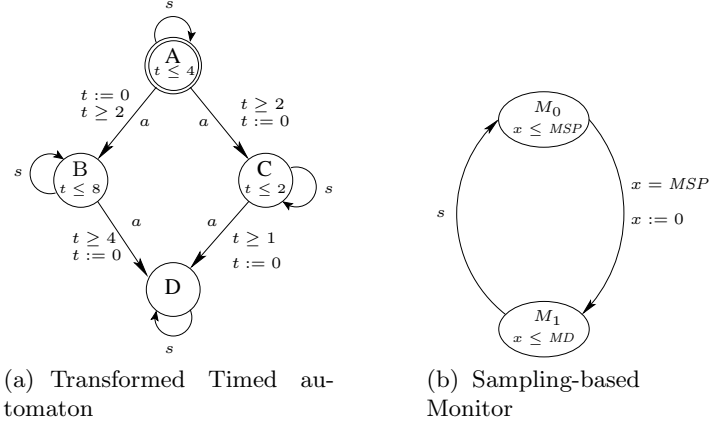 s
A
t ≤ 4
t := 0
t ≥ 2
a
a
t ≥ 2
t := 0
s
B
t ≤ 8
C
t ≤ 2
s
t ≥ 4
t := 0
a
a
t ≥ 1
t := 0
D
s
(a) Transformed Timed au-
tomaton
M0
x ≤ MSP
s
x = MSP
x := 0
M1
x ≤ MD
(b) Sampling-based
Monitor